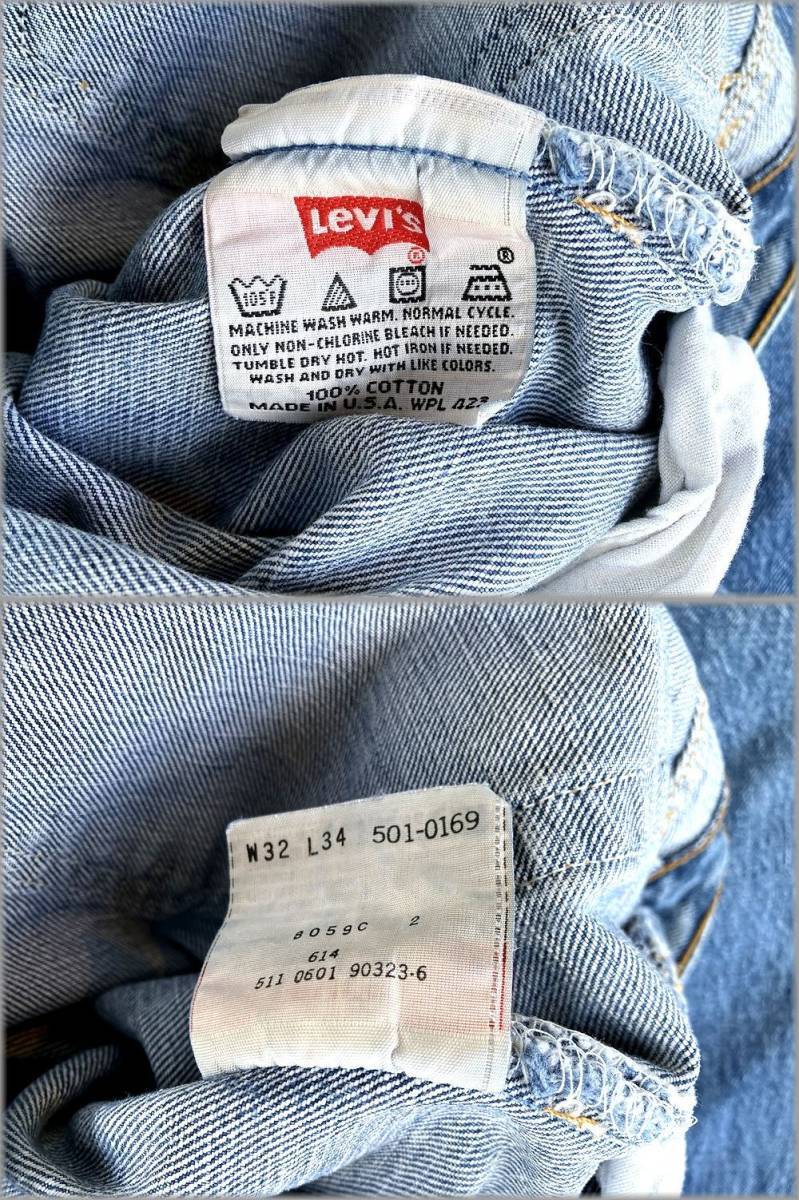 Levi's
®
®
105°
MACHINE WASH WARM. NORMAL CYCLE.
ONLY NON-CHLORINE BLEACH IF NEEDED.
TUMBLE DRY HOT. HOT IRON IF NEEDED.
WASH AND DRY WITH LIKE COLORS.
100% COTTON
MADE IN U.S.A. WPL 423
W32 L34 501-0169
8059C 2
614
511 0601 90323-6